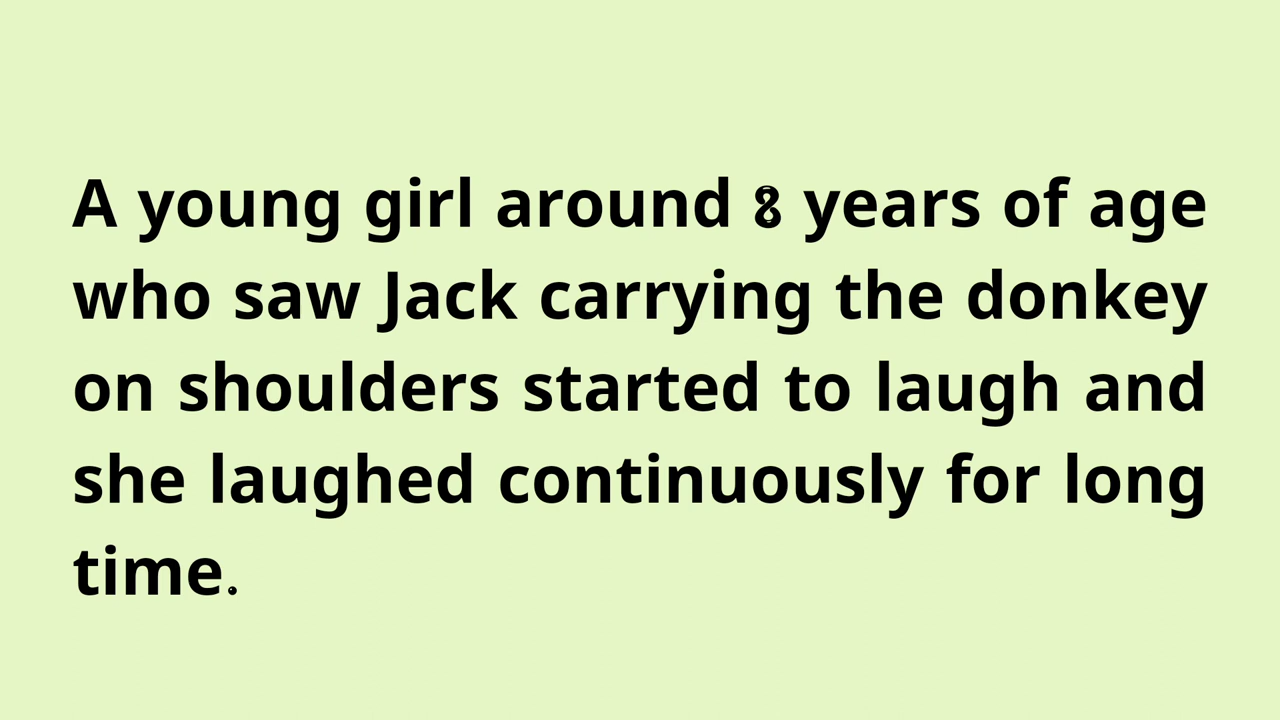 A young girl around 8 years of age
who saw Jack carrying the donkey
on shoulders started to laugh and
she laughed continuously for long
time.